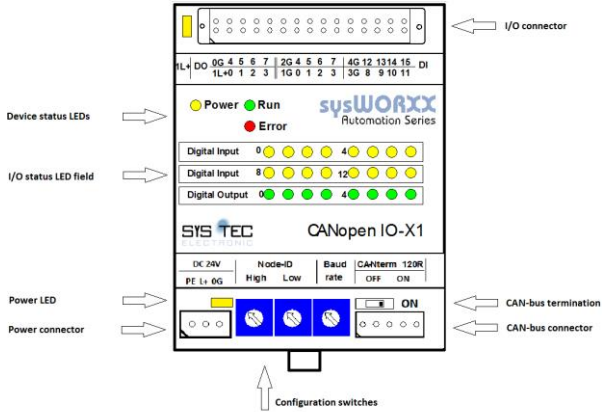 I/O connector
1L+ DO 0G 4 5 6 7 2G 4 5 6 7 4G 12 1314 15 DI
1L+0 1 2 3 1G 0 1 2 3 3G 8 9 10 11
Device status LEDs
Power Run
Error
sysWORXX
Automation Series
I/O status LED field
Digital Input 0 4
Digital Input 8 12
Digital Output 0 4
SYS TEC
ELECTRONIC
CANopen IO-X1
DC 24V Node-ID Baud CANterm 120R
PE L+ 0G High Low rate OFF ON
Power LED
ON
CAN-bus termination
Power connector
CAN-bus connector
Configuration switches